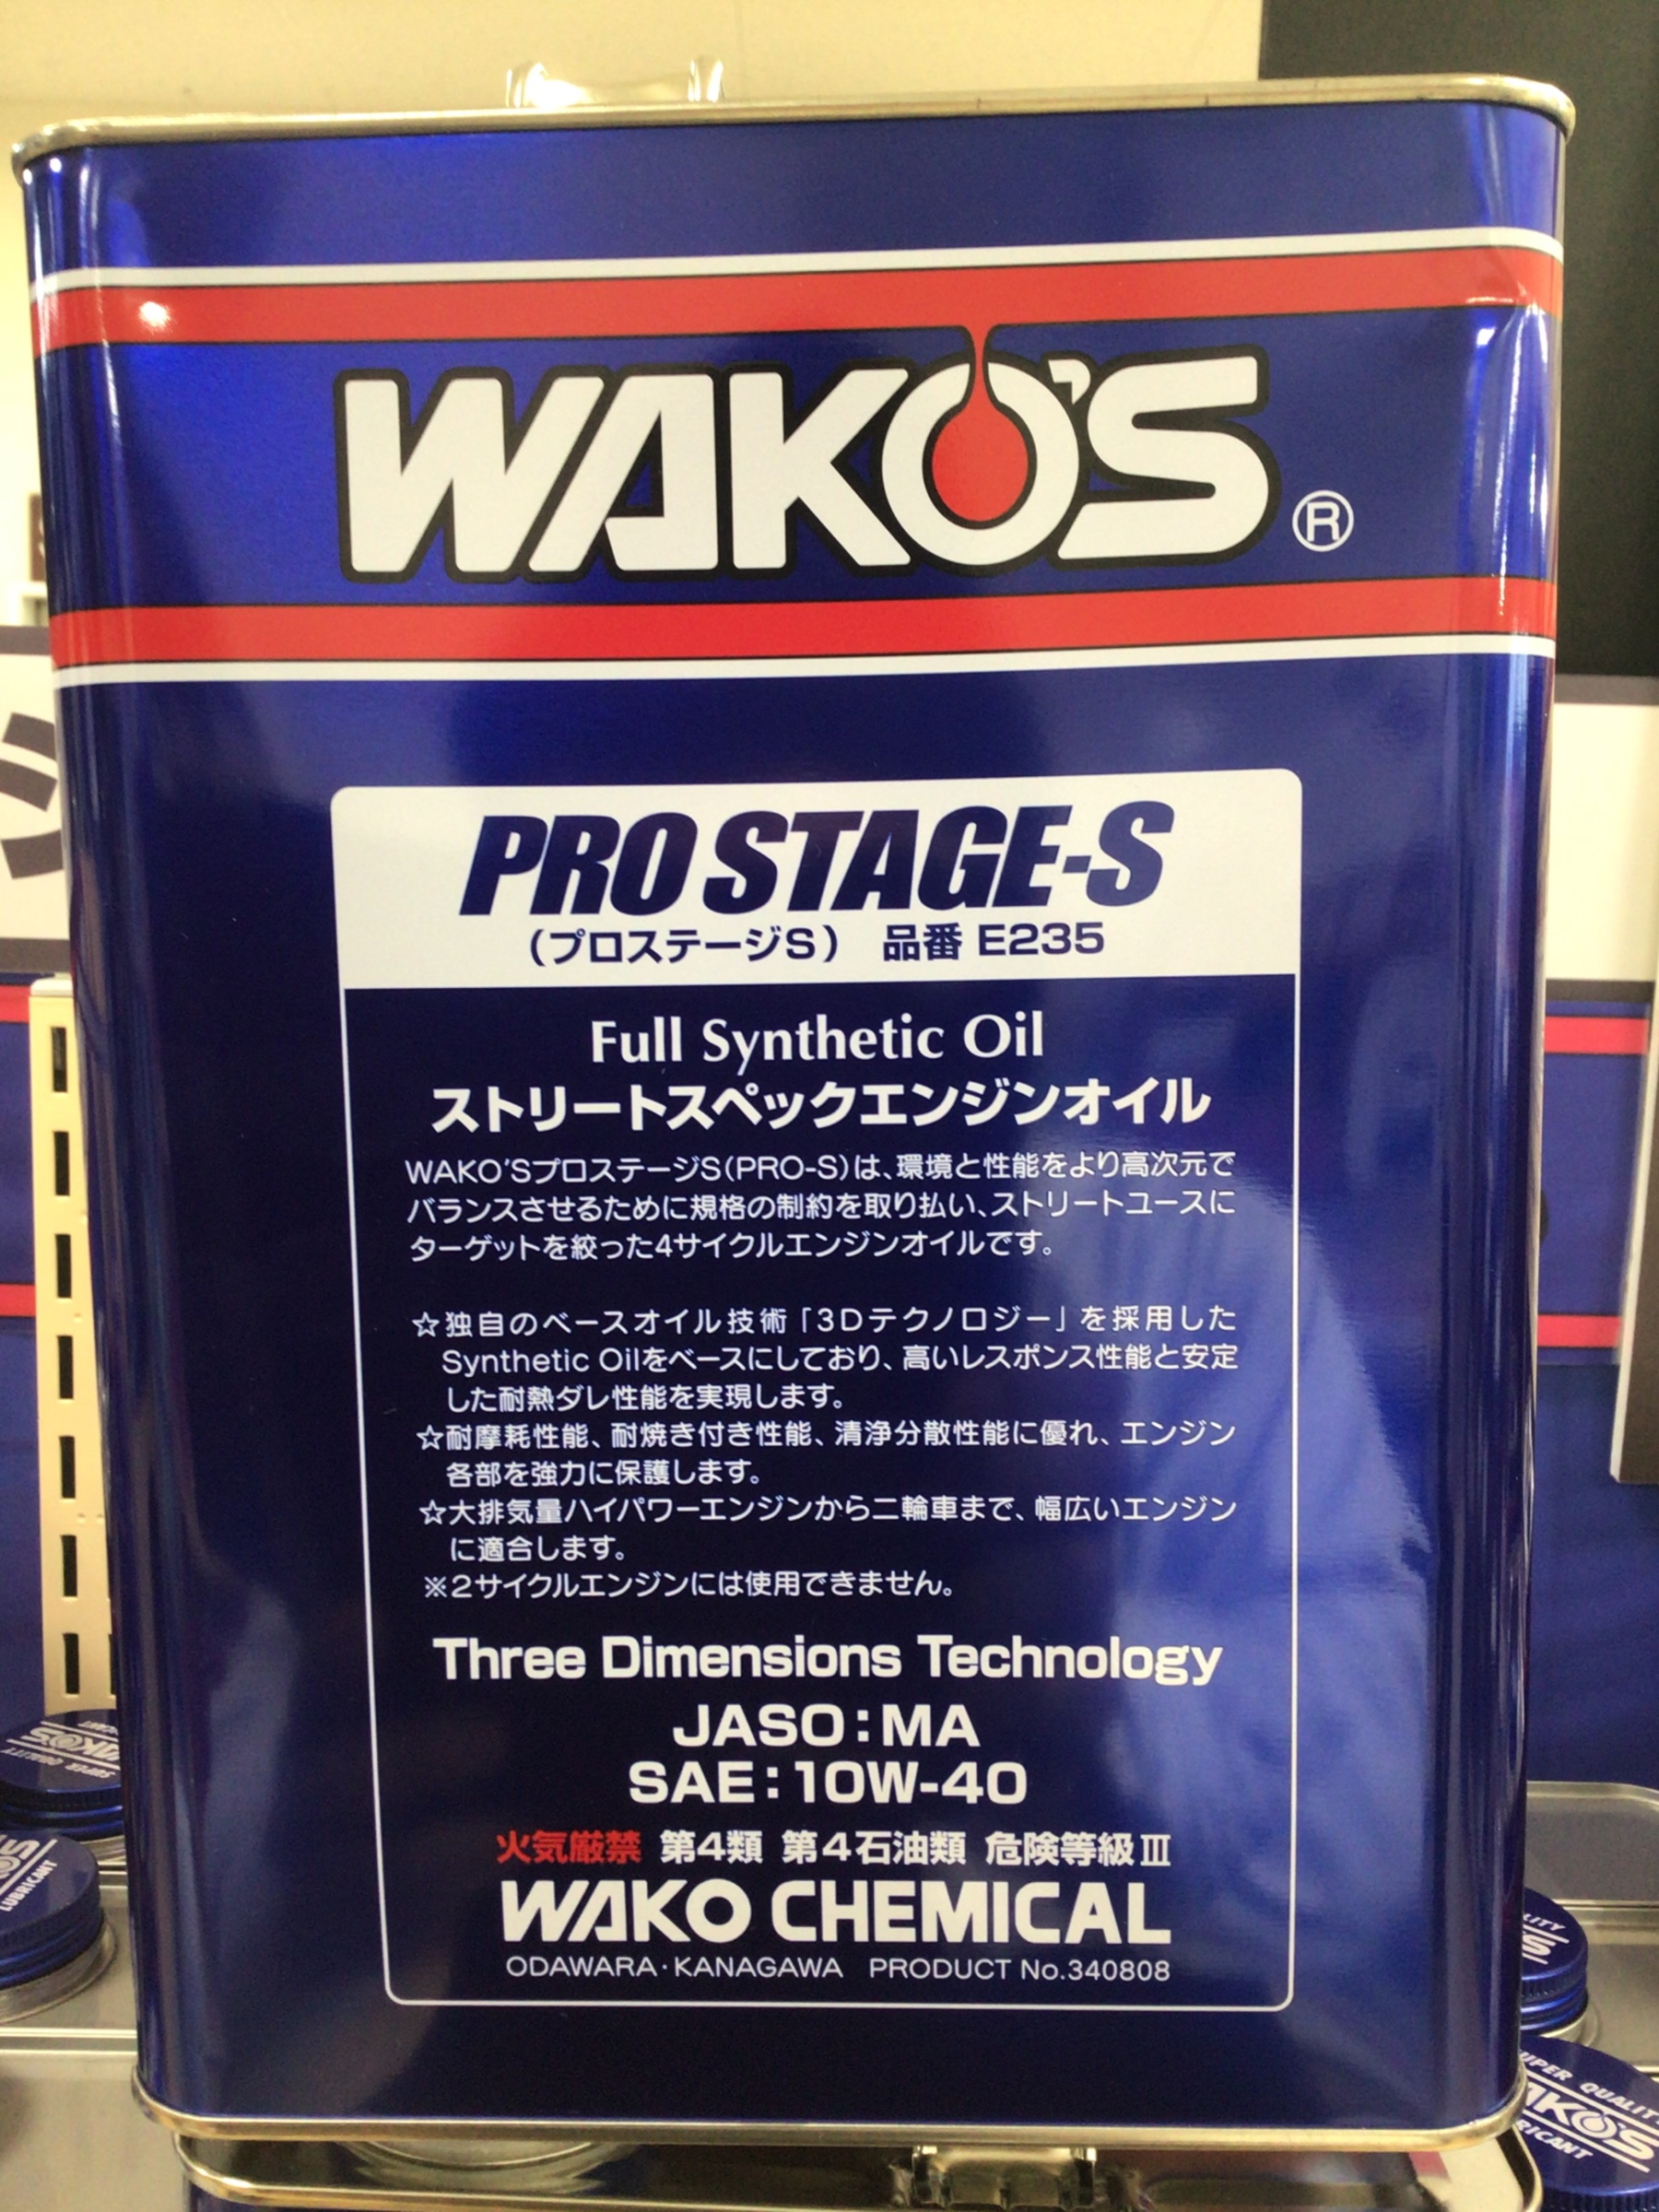 WAKO'S®
PRO STAGE-S
(プロステージS) 品番 E235
Full Synthetic Oil
ストリートスペックエンジンオイル
WAKO'SプロステージS(PRO-S)は、環境と性能をより高次元で
バランスさせるために規格の制約を取り払い、ストリートユースに
ターゲットを絞った4サイクルエンジンオイルです。
☆独自のベースオイル技術「3Dテクノロジー」を採用した
Synthetic Oilをベースにしており、高いレスポンス性能と安定
した耐熱ダレ性能を実現します。
☆耐摩耗性能、耐焼き付き性能、清浄分散性能に優れ、エンジン
各部を強力に保護します。
☆大排気量ハイパワーエンジンから二輪車まで、幅広いエンジン
に適合します。
※2サイクルエンジンには使用できません。
Three Dimensions Technology
JASO:MA
SAE:10W-40
火気厳禁 第4類 第4石油類 危険等級Ⅲ
WAKO CHEMICAL
ODAWARA・KANAGAWA PRODUCT No.340808
LUBRICANT